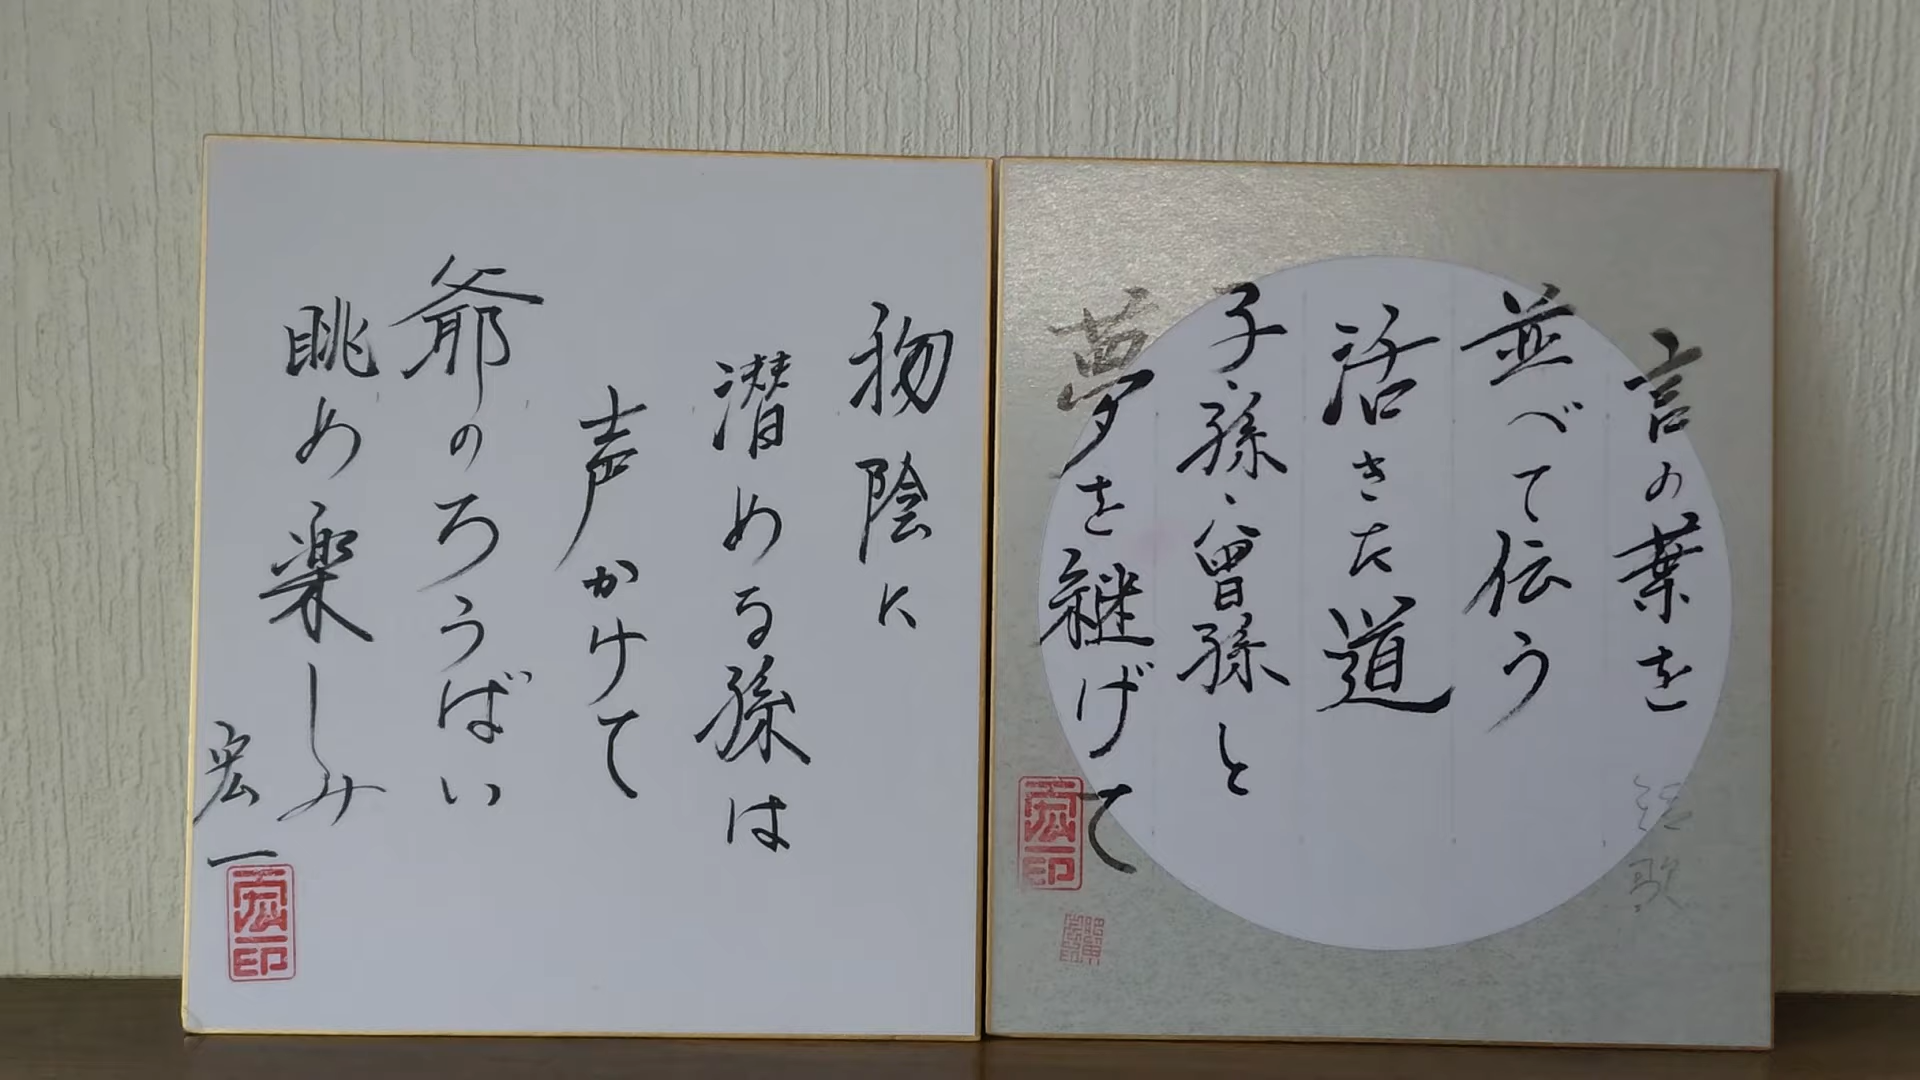 言の葉を
並べて伝う
活きた道
子、孫、曾孫と
夢を継げて
物陰に
潜める孫は
声かけて
爺のろうばい
眺め楽しみ
宏一